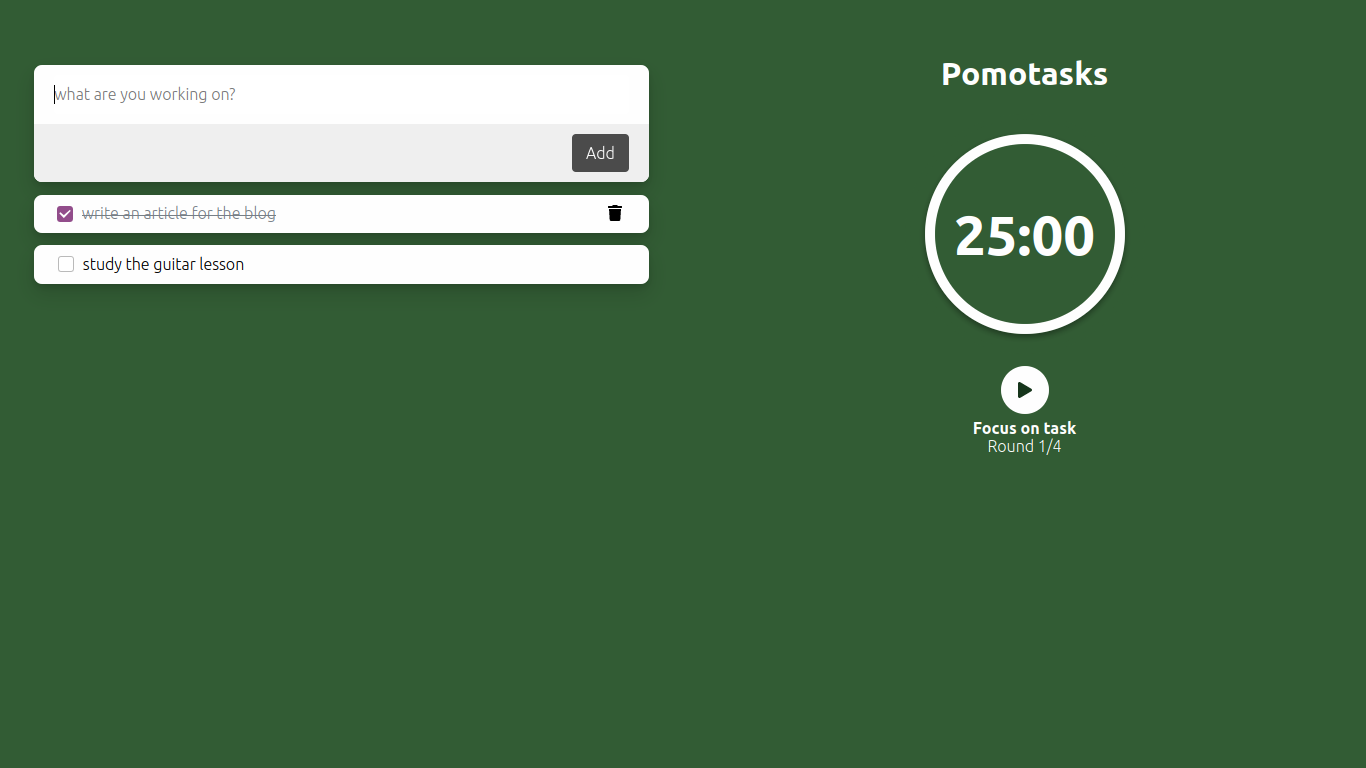 what are you working on?
Add
write an article for the blog
study the guitar lesson
Pomotasks
25:00
Focus on task
Round 1/4